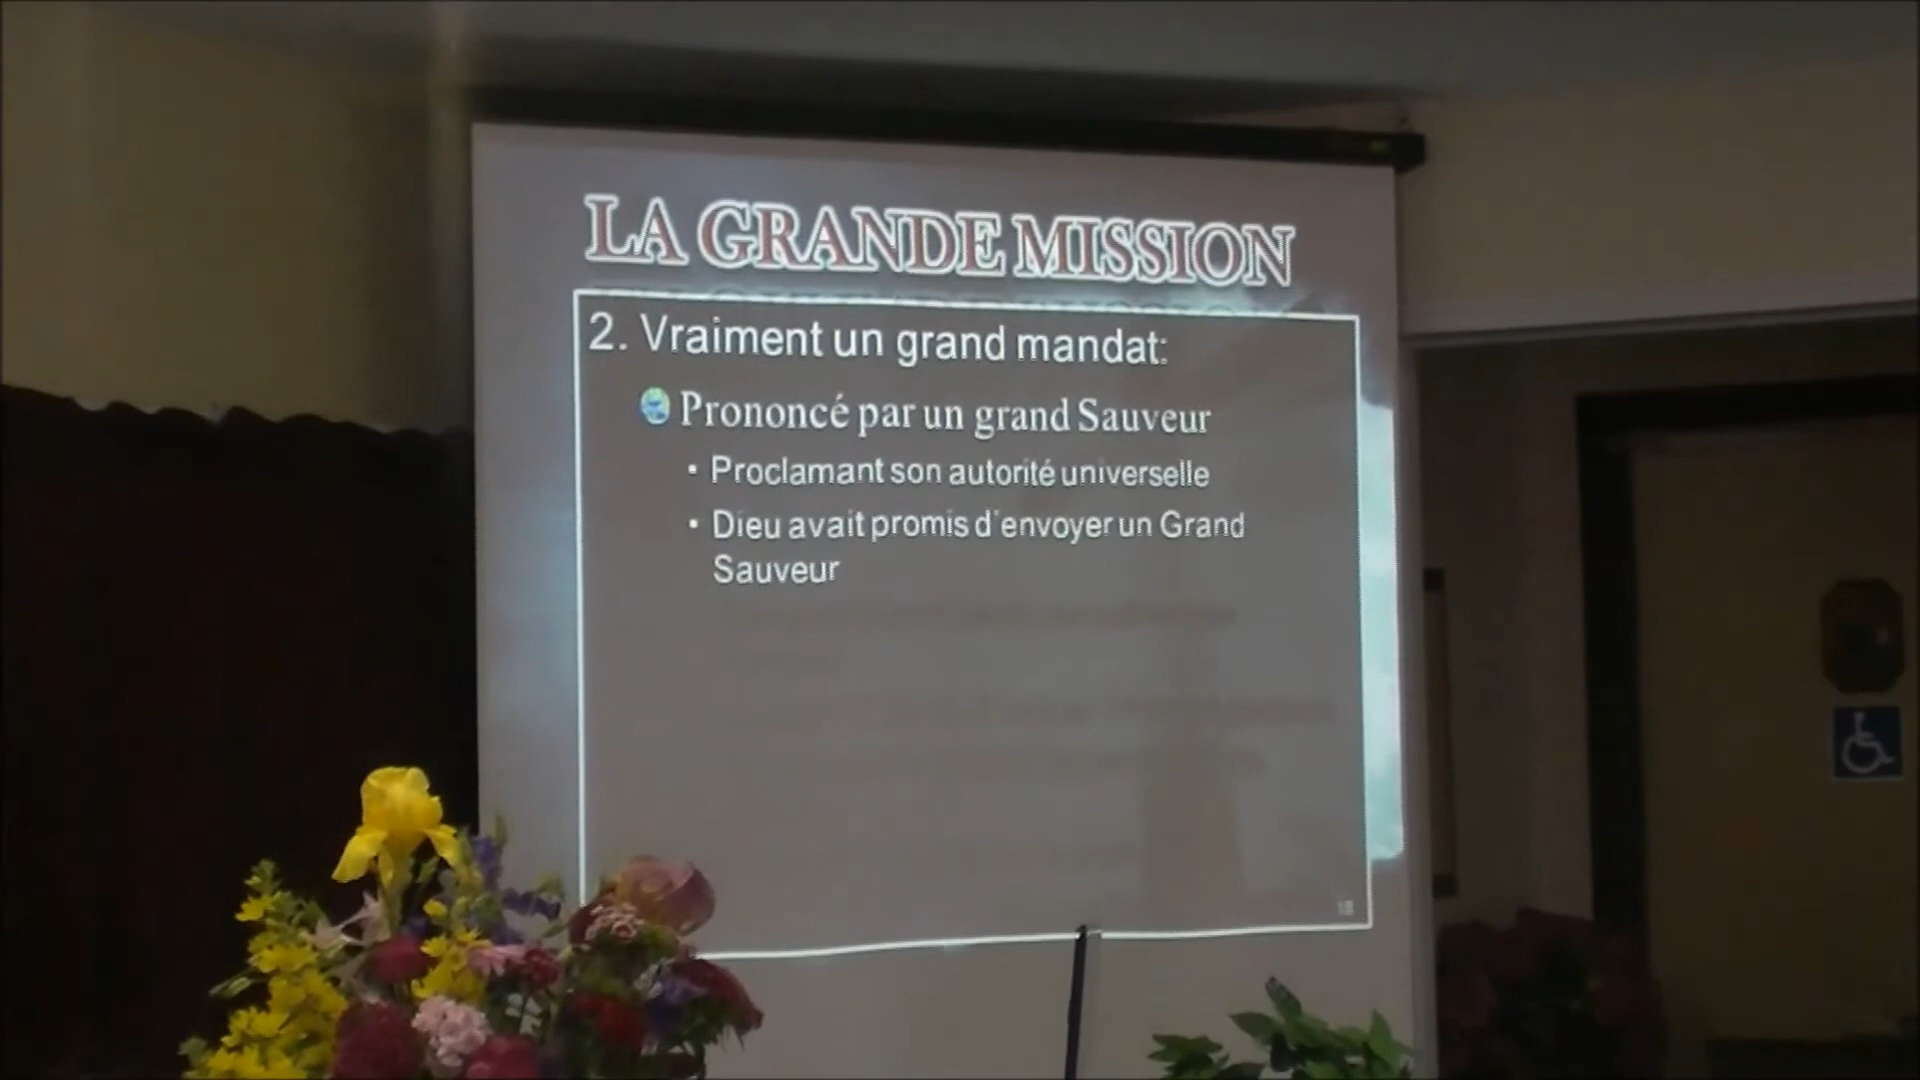 LA GRANDE MISSION
2. Vraiment un grand mandat:
Prononcé par un grand Sauveur
• Proclamant son autorité universelle
• Dieu avait promis d'envoyer un Grand
Sauveur